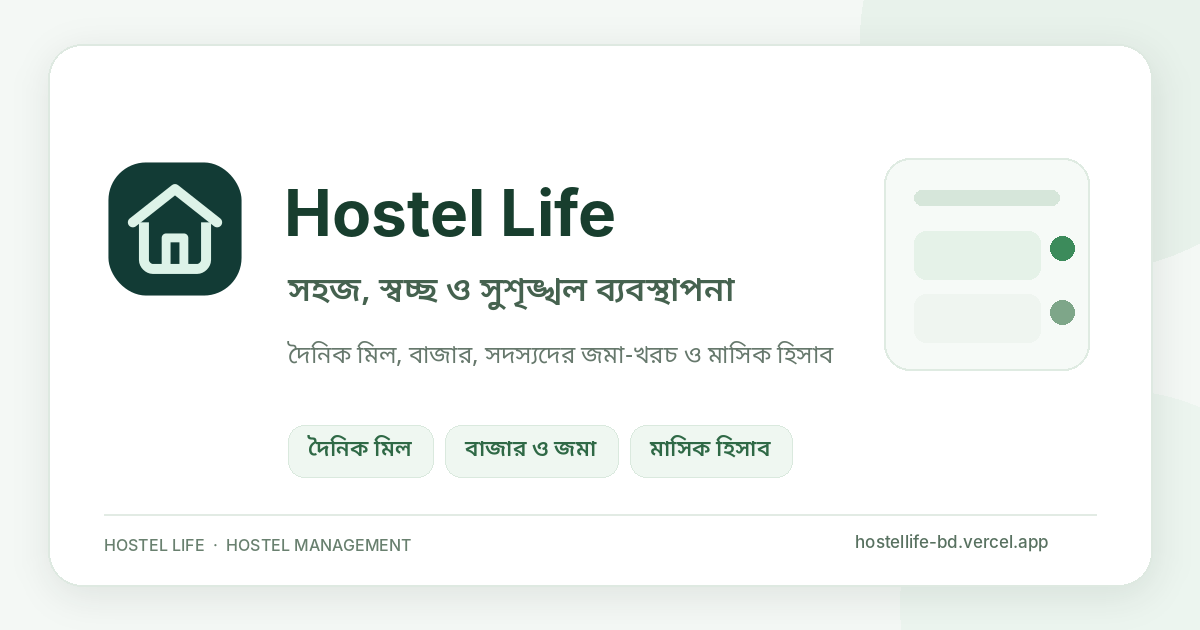 Hostel Life
সহজ, স্বচ্ছ ও সুশৃঙ্খল ব্যবস্থাপনা
দৈনিক মিল, বাজার, সদস্যদের জমা-খরচ ও মাসিক হিসাব
দৈনিক মিল
বাজার ও জমা
মাসিক হিসাব
HOSTEL LIFE · HOSTEL MANAGEMENT
hostellife-bd.vercel.app